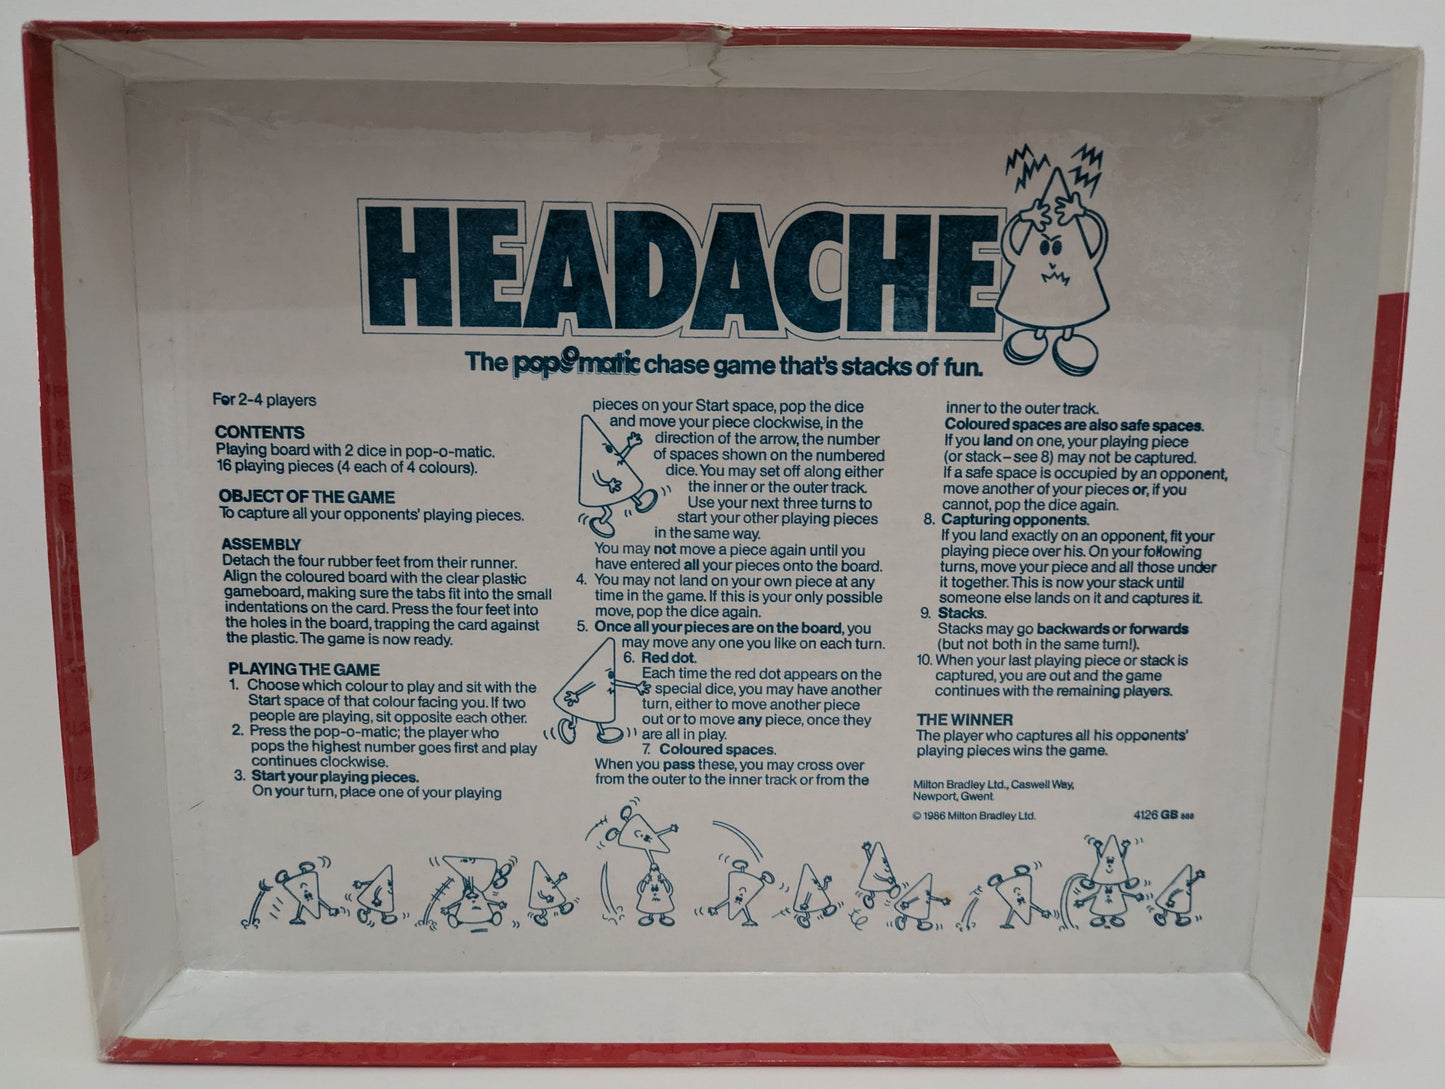 HEADACHE
The pop-o-matic chase game that's stacks of fun.
For 2-4 players
CONTENTS
Playing board with 2 dice in pop-o-matic.
16 playing pieces (4 each of 4 colours).
OBJECT OF THE GAME
To capture all your opponents' playing pieces.
ASSEMBLY
Detach the four rubber feet from their runner.
Align the coloured board with the clear plastic
gameboard, making sure the tabs fit into the small
indentations on the card. Press the four feet into
the holes in the board, trapping the card against
the plastic. The game is now ready.
PLAYING THE GAME
1. Choose which colour to play and sit with the
Start space of that colour facing you. If two
people are playing, sit opposite each other.
2. Press the pop-o-matic; the player who
pops the highest number goes first and play
continues clockwise.
3. Start your playing pieces.
On your turn, place one of your playing
pieces on your Start space, pop the dice
and move your piece clockwise, in the
direction of the arrow, the number
of spaces shown on the numbered
dice. You may set off along either
the inner or the outer track.
Use your next three turns to
start your other playing pieces
in the same way.
You may not move a piece again until you
have entered all your pieces onto the board.
4. You may not land on your own piece at any
time in the game. If this is your only possible
move, pop the dice again.
5. Once all your pieces are on the board, you
may move any one you like on each turn.
6. Red dot.
Each time the red dot appears on the
special dice, you may have another
turn, either to move another piece
out or to move any piece, once they
are all in play.
7. Coloured spaces.
When you pass these, you may cross over
from the outer to the inner track or from the
inner to the outer track.
Coloured spaces are also safe spaces.
If you land on one, your playing piece
(or stack – see 8) may not be captured.
If a safe space is occupied by an opponent,
move another of your pieces or, if you
cannot, pop the dice again.
8. Capturing opponents.
If you land exactly on an opponent, fit your
playing piece over his. On your following
turns, move your piece and all those under
it together. This is now your stack until
someone else lands on it and captures it.
9. Stacks.
Stacks may go backwards or forwards
(but not both in the same turn!).
10. When your last playing piece or stack is
captured, you are out and the game
continues with the remaining players.
THE WINNER
The player who captures all his opponents'
playing pieces wins the game.
Milton Bradley Ltd., Caswell Way,
Newport, Gwent.
© 1986 Milton Bradley Ltd.
4126 GB